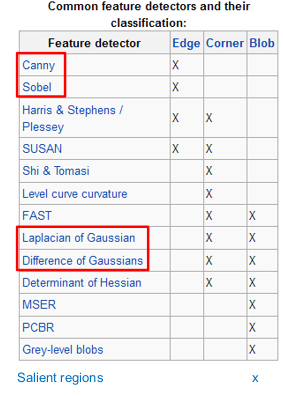 Common feature detectors and their
classification:
Feature detector Edge Corner Blob
Canny X
Sobel X
Harris & Stephens /
Plessey X X
SUSAN X X
Shi & Tomasi X
Level curve curvature X
FAST X X
Laplacian of Gaussian X X
Difference of Gaussians X X
Determinant of Hessian X X
MSER X
PCBR X
Grey-level blobs X
Salient regions x